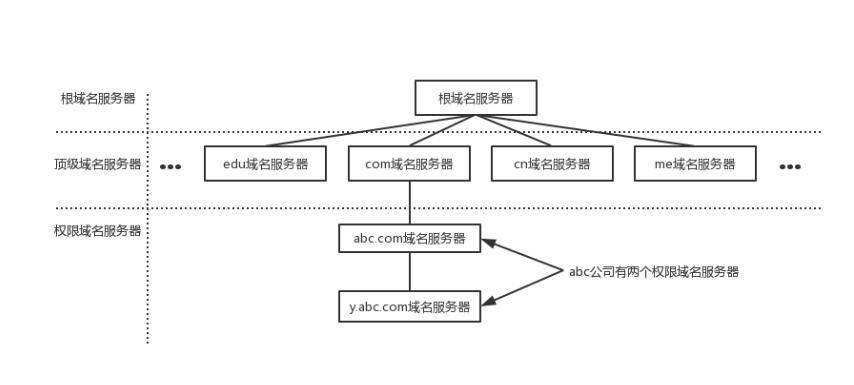 根域名服务器
根域名服务器
顶级域名服务器
•••
edu域名服务器
com域名服务器
cn域名服务器
me域名服务器
•••
权限域名服务器
abc.com域名服务器
abc公司有两个权限域名服务器
y.abc.com域名服务器